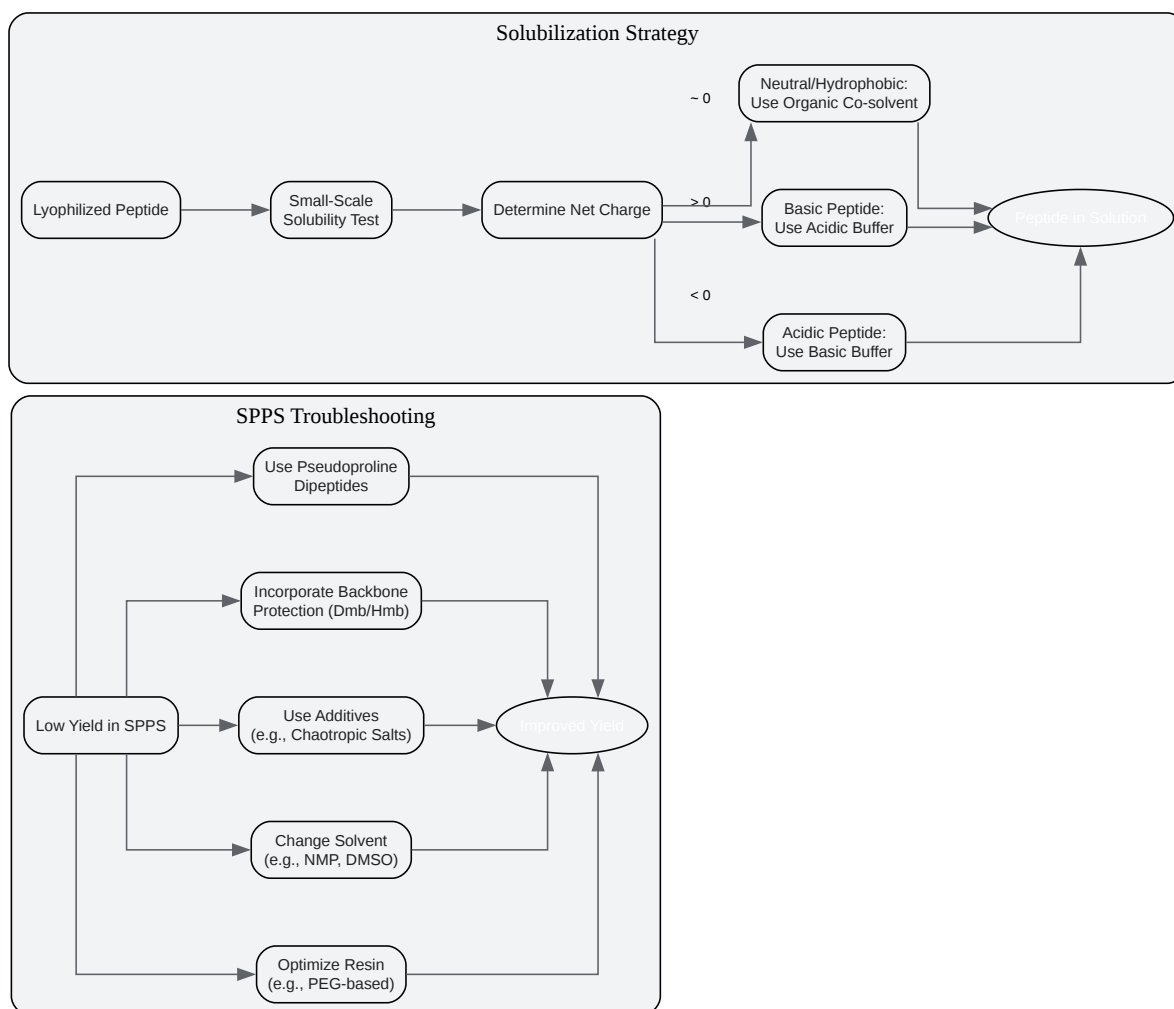 Solubilization Strategy
Neutral/Hydrophobic:
Use Organic Co-solvent
~ 0
Lyophilized Peptide
Small-Scale
Solubility Test
Determine Net Charge
> 0
Basic Peptide:
Use Acidic Buffer
Peptide in Solution
< 0
Acidic Peptide:
Use Basic Buffer
SPPS Troubleshooting
Use Pseudoproline
Dipeptides
Incorporate Backbone
Protection (Dmb/Hmb)
Low Yield in SPPS
Use Additives
(e.g., Chaotropic Salts)
Improved Yield
Change Solvent
(e.g., NMP, DMSO)
Optimize Resin
(e.g., PEG-based)